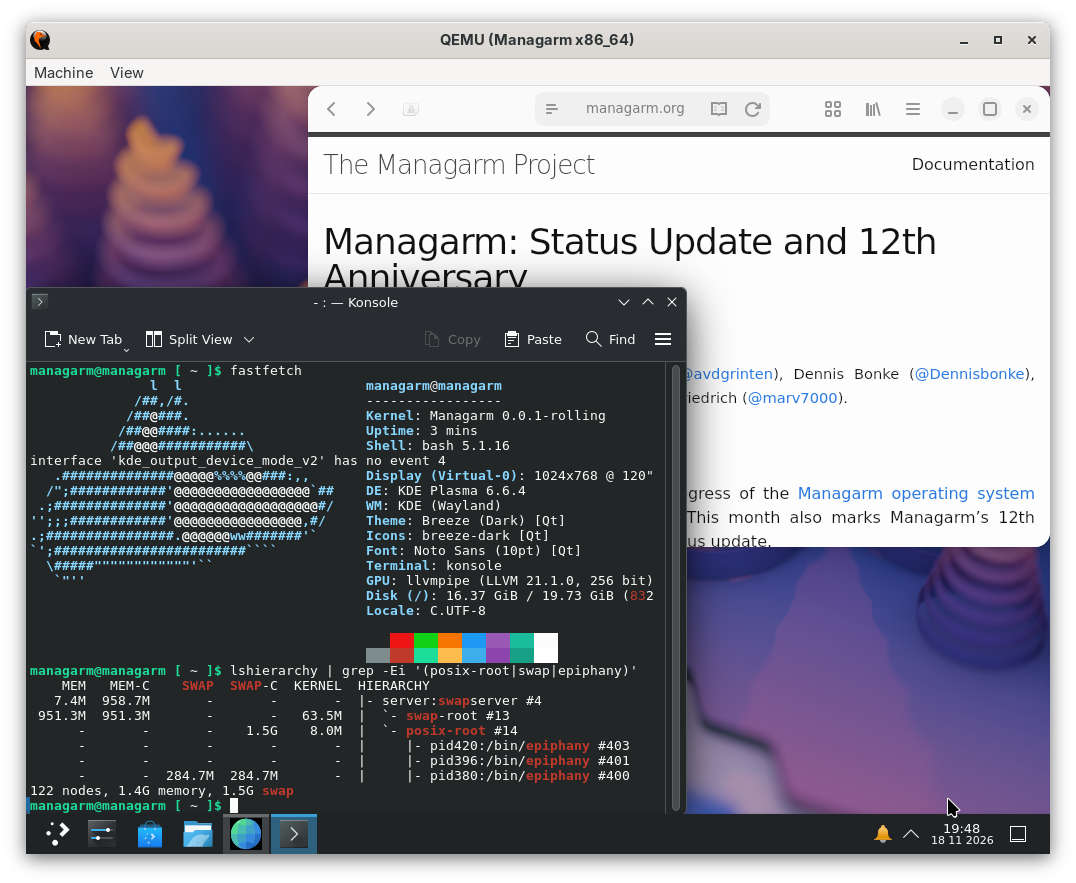 QEMU (Managarm x86_64)
Machine View
managarm.org
The Managarm Project
Documentation
Managarm: Status Update and 12th
Anniversary
@avdgrinten), Dennis Bonke (@Dennisbonke),
iedrich (@marv7000).
gress of the Managarm operating system
This month also marks Managarm’s 12th
us update.
- : — Konsole
New Tab Split View Copy Paste Find
managarm@managarm [ ~ ]$ fastfetch
l  l                                  managarm@managarm
/##,/#.                               -----------------
/##@###.                              Kernel: Managarm 0.0.1-rolling
/##@@####:......                      Uptime: 3 mins
/##@@@###########\                    Shell: bash 5.1.16
interface 'kde_output_device_mode_v2' has no event 4
.##############@@@@@%%%%@@###:,,      Display (Virtual-0): 1024x768 @ 120"
/";############'@@@@@@@@@@@@@@@@@`##  DE: KDE Plasma 6.6.4
.;############'@@@@@@@@@@@@@@@@@@#/   WM: KDE (Wayland)
'';;;############'@@@@@@@@@@@@@@@@,#/ Theme: Breeze (Dark) [Qt]
.;################.@@@@@@ww#######'`  Icons: breeze-dark [Qt]
`';########################````       Font: Noto Sans (10pt) [Qt]
\#####""""""""""""'``                 Terminal: konsole
`"''                                  GPU: llvmpipe (LLVM 21.1.0, 256 bit)
Disk (/): 16.37 GiB / 19.73 GiB (832
Locale: C.UTF-8
managarm@managarm [ ~ ]$ lshierarchy | grep -Ei '(posix-root|swap|epiphany)'
MEM   MEM-C    SWAP  SWAP-C  KERNEL  HIERARCHY
7.4M  958.7M       -       -       -  |- server:swapserver #4
951.3M  951.3M       -       -   63.5M  |  `- swap-root #13
-       -       -    1.5G    8.0M  |  `- posix-root #14
-       -       -       -       -  |     |- pid420:/bin/epiphany #403
-       -       -       -       -  |     |- pid396:/bin/epiphany #401
-       -  284.7M  284.7M       -  |     |- pid380:/bin/epiphany #400
122 nodes, 1.4G memory, 1.5G swap
managarm@managarm [ ~ ]$
19:48
18 11 2026